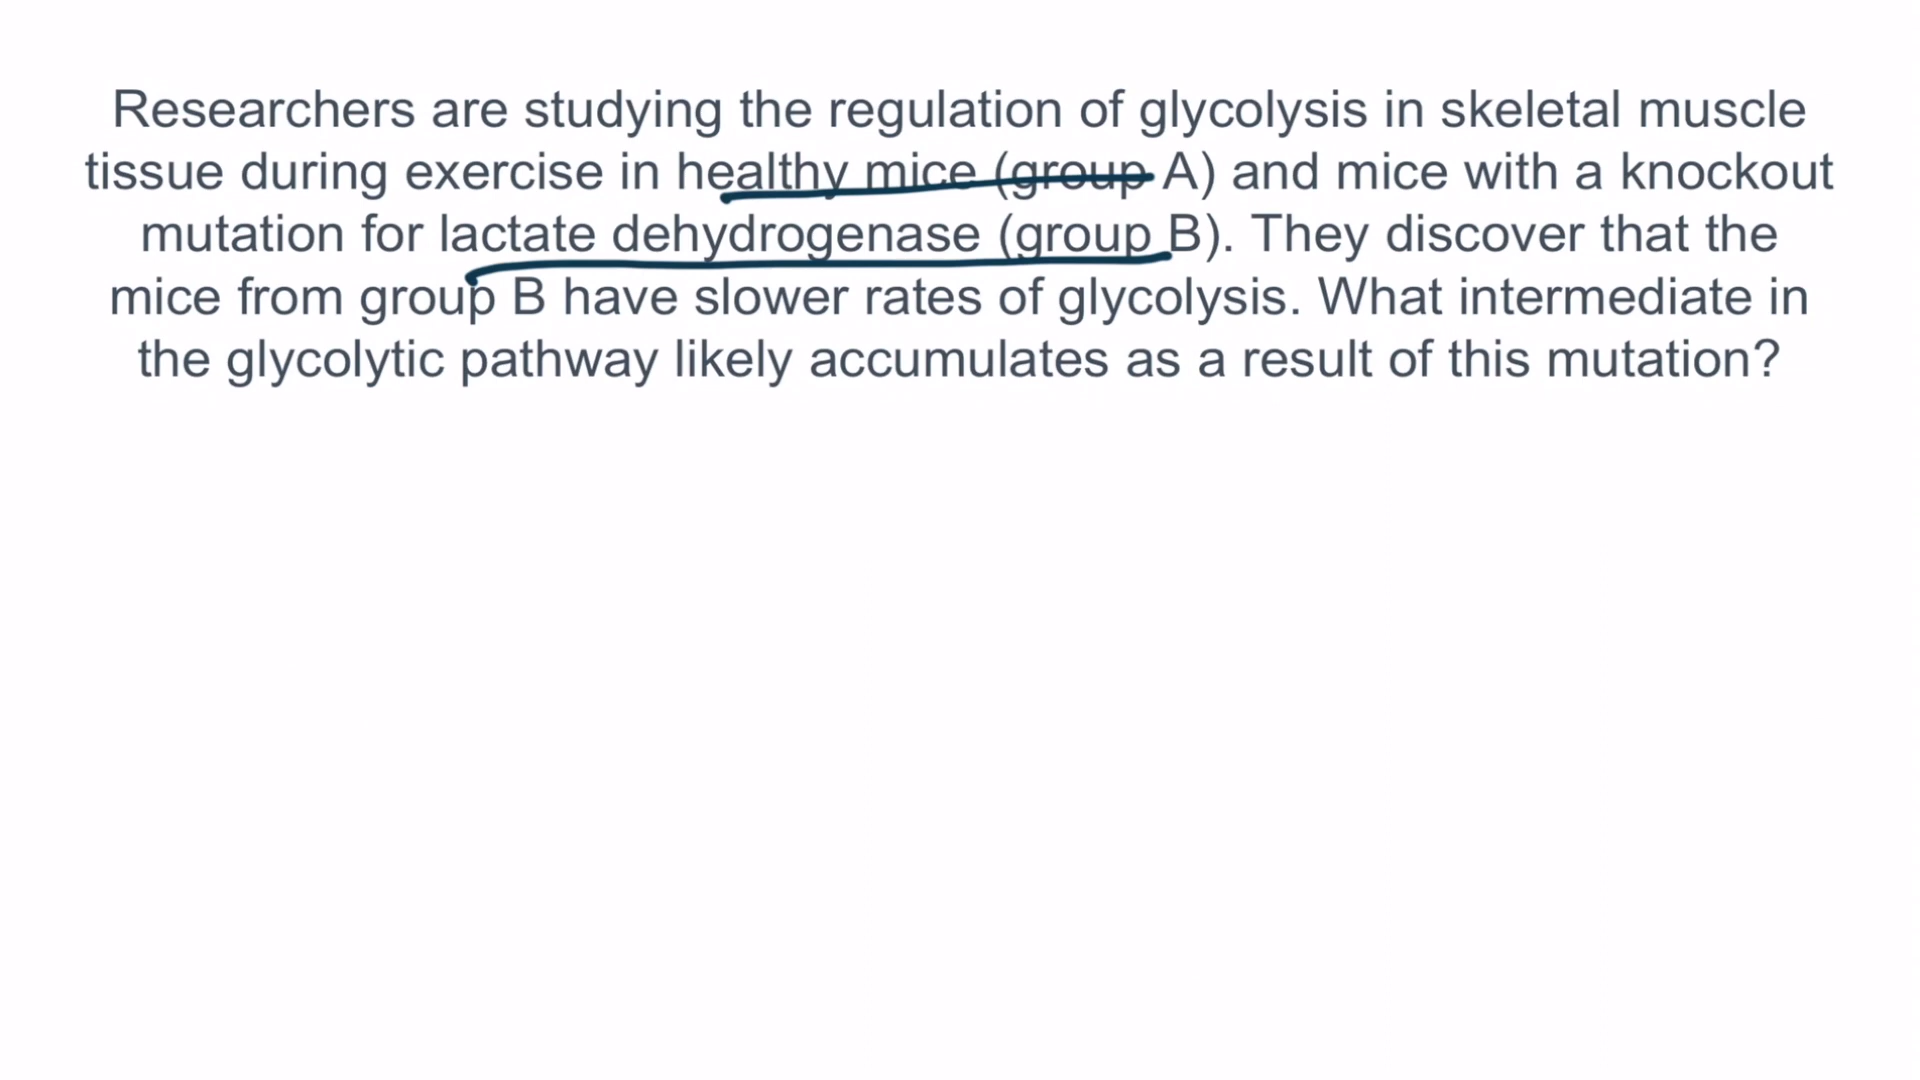 Researchers are studying the regulation of glycolysis in skeletal muscle
tissue during exercise in healthy mice (group A) and mice with a knockout
mutation for lactate dehydrogenase (group B). They discover that the
mice from group B have slower rates of glycolysis. What intermediate in
the glycolytic pathway likely accumulates as a result of this mutation?